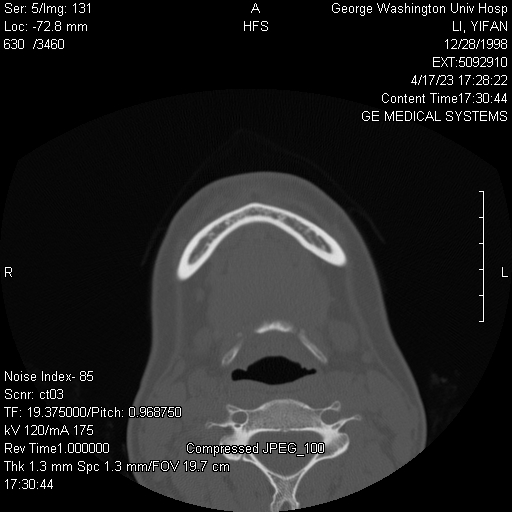 Ser: 5/Img: 131
Loc: -72.8 mm
630 /3460
A
HFS
George Washington Univ Hosp
LI, YIFAN
12/28/1998
EXT:5092910
4/17/23 17:28:22
Content Time17:30:44
GE MEDICAL SYSTEMS
R
L
Noise Index- 85
Scnr: ct03
TF: 19.375000/Pitch: 0.968750
kV 120/mA 175
Rev Time1.000000
Compressed JPEG_100
Thk 1.3 mm Spc 1.3 mm/FOV 19.7 cm
17:30:44